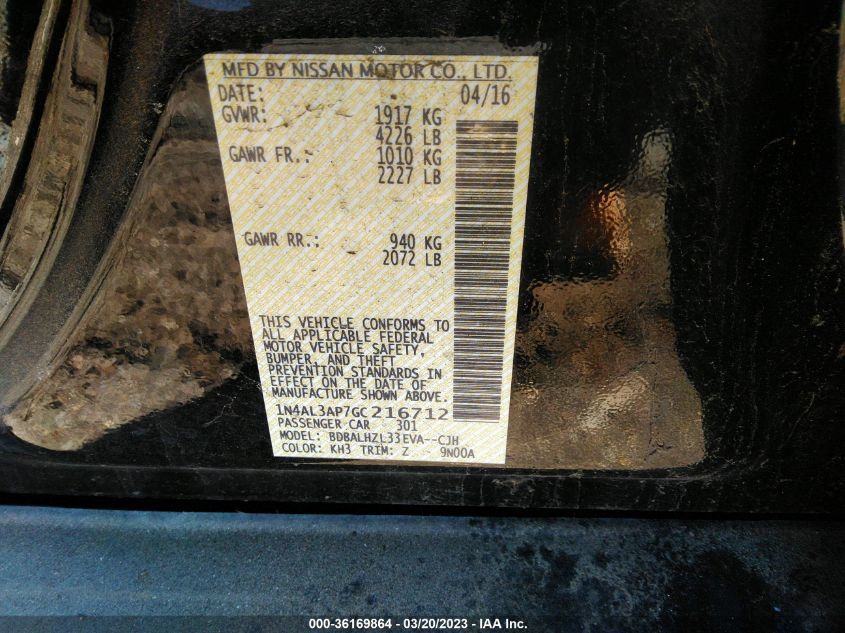 MFD BY NISSAN MOTOR CO., LTD.
DATE: 04/16
GVWR: 1917 KG
4226 LB
GAWR FR.: 1010 KG
2227 LB
GAWR RR.: 940 KG
2072 LB
THIS VEHICLE CONFORMS TO
ALL APPLICABLE FEDERAL
MOTOR VEHICLE SAFETY,
BUMPER, AND THEFT
PREVENTION STANDARDS IN
EFFECT ON THE DATE OF
MANUFACTURE SHOWN ABOVE.
1N4AL3AP7GC216712
PASSENGER CAR 301
MODEL: BDBALHZL33EVA--CJH
COLOR: KH3 TRIM: Z - 9N00A
000-36169864 - 03/20/2023 - IAA Inc.